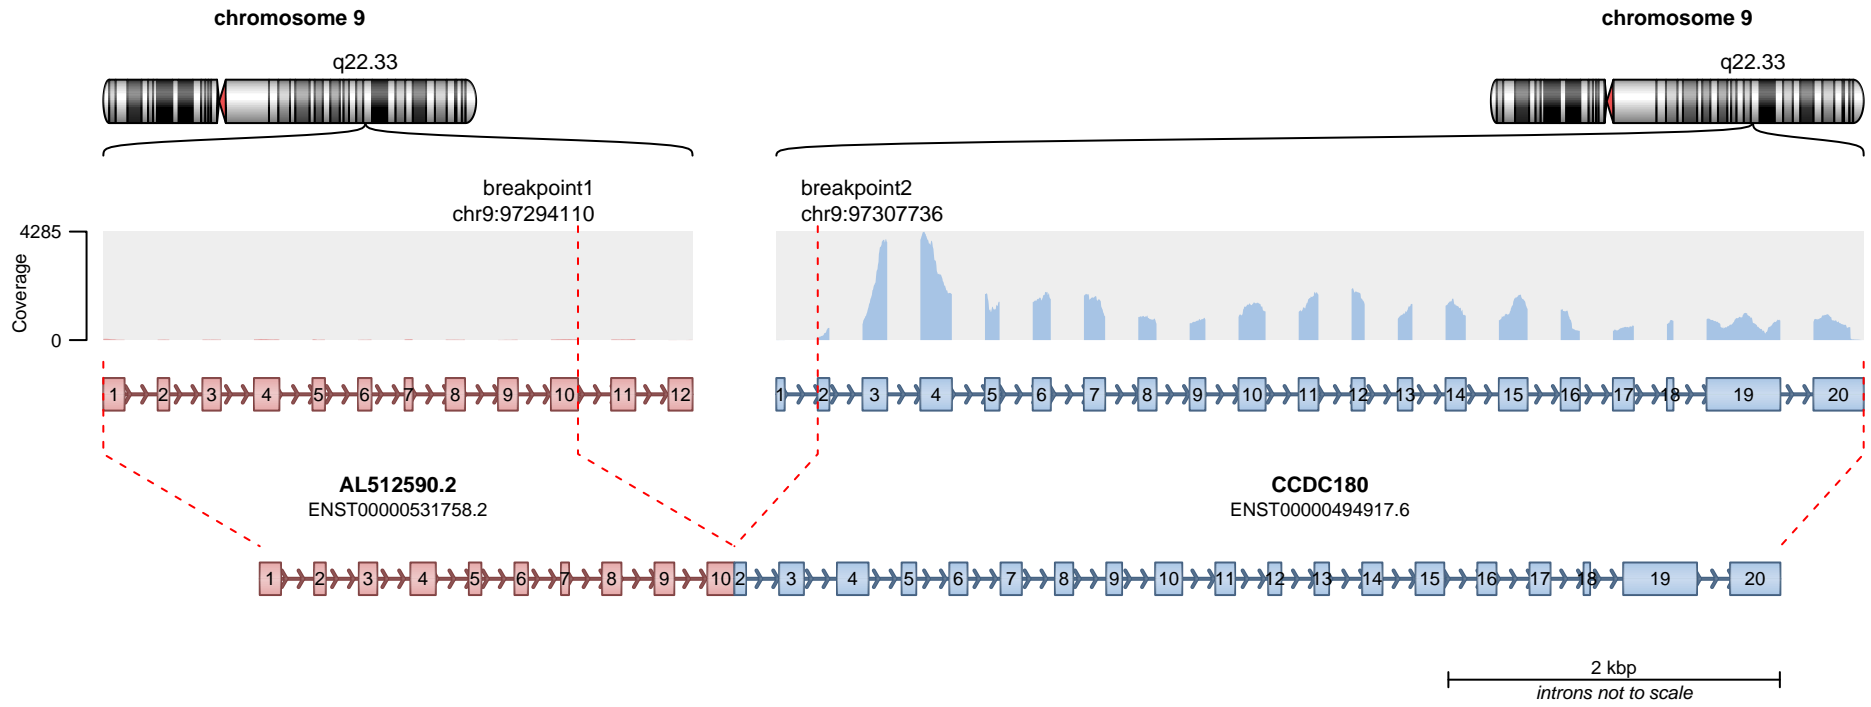 chromosome 9
chromosome 9
q22.33
q22.33
breakpoint1
chr9:97294110
breakpoint2
chr9:97307736
4285
Coverage
0
1 2 3 4 5 6 7 8 9 10 11 12
1 2 3 4 5 6 7 8 9 10 11 12 13 14 15 16 17 18 19 20
AL512590.2
ENST00000531758.2
CCDC180
ENST00000494917.6
1 2 3 4 5 6 7 8 9 10 2 3 4 5 6 7 8 9 10 11 12 13 14 15 16 17 18 19 20
2 kbp
introns not to scale